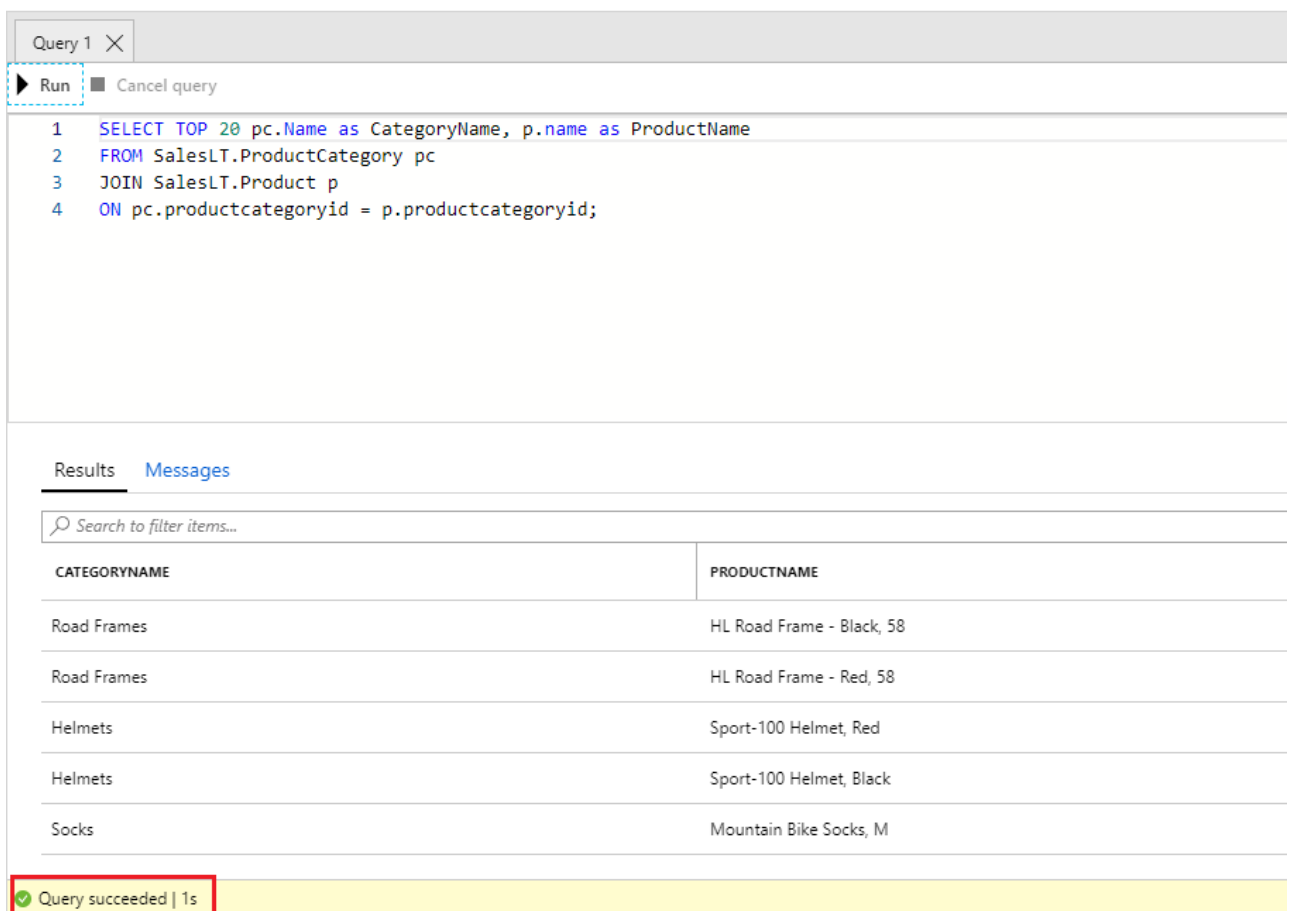 Query 1
Run Cancel query
1 SELECT TOP 20 pc.Name as CategoryName, p.name as ProductName
2 FROM SalesLT.ProductCategory pc
3 JOIN SalesLT.Product p
4 ON pc.productcategoryid = p.productcategoryid;
Results Messages
Search to filter items...
CATEGORYNAME PRODUCTNAME
Road Frames HL Road Frame - Black, 58
Road Frames HL Road Frame - Red, 58
Helmets Sport-100 Helmet, Red
Helmets Sport-100 Helmet, Black
Socks Mountain Bike Socks, M
Query succeeded | 1s